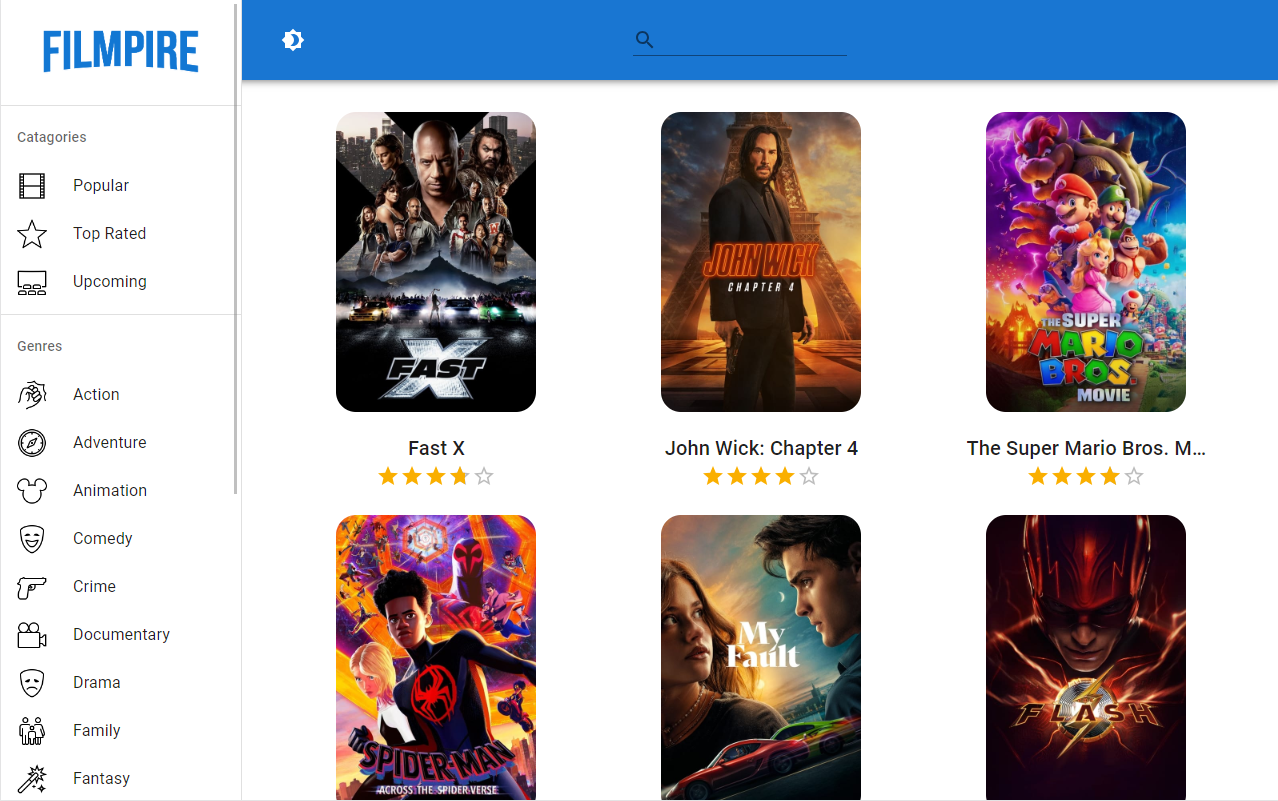 FILMPIRE
Catagories
Popular
Top Rated
Upcoming
Genres
Action
Adventure
Animation
Comedy
Crime
Documentary
Drama
Family
Fantasy
FAST X
JOHN WICK
CHAPTER 4
THE SUPER
MARIO
BROS.
MOVIE
Fast X
John Wick: Chapter 4
The Super Mario Bros. M...
SPIDER-MAN
ACROSS THE SPIDER-VERSE
My
Fault
FLASH